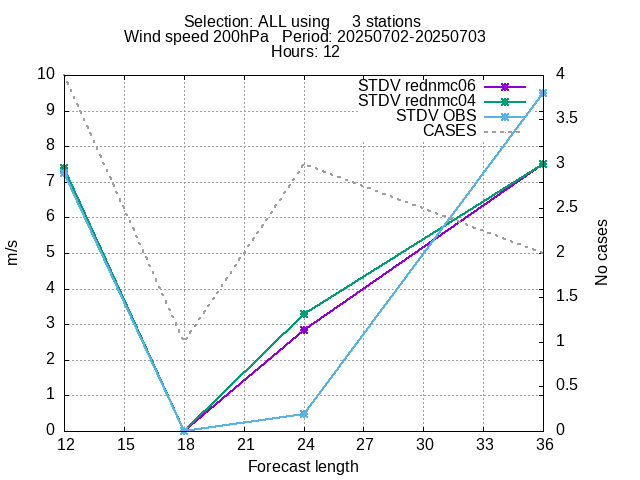 Selection: ALL using     3 stations
Wind speed 200hPa   Period: 20250702-20250703
Hours: 12
STDV rednmc06
STDV rednmc04
STDV OBS
CASES
10
9
8
7
6
5
4
3
2
1
0
m/s
4
3.5
3
2.5
2
1.5
1
0.5
0
No cases
12 15 18 21 24 27 30 33 36
Forecast length